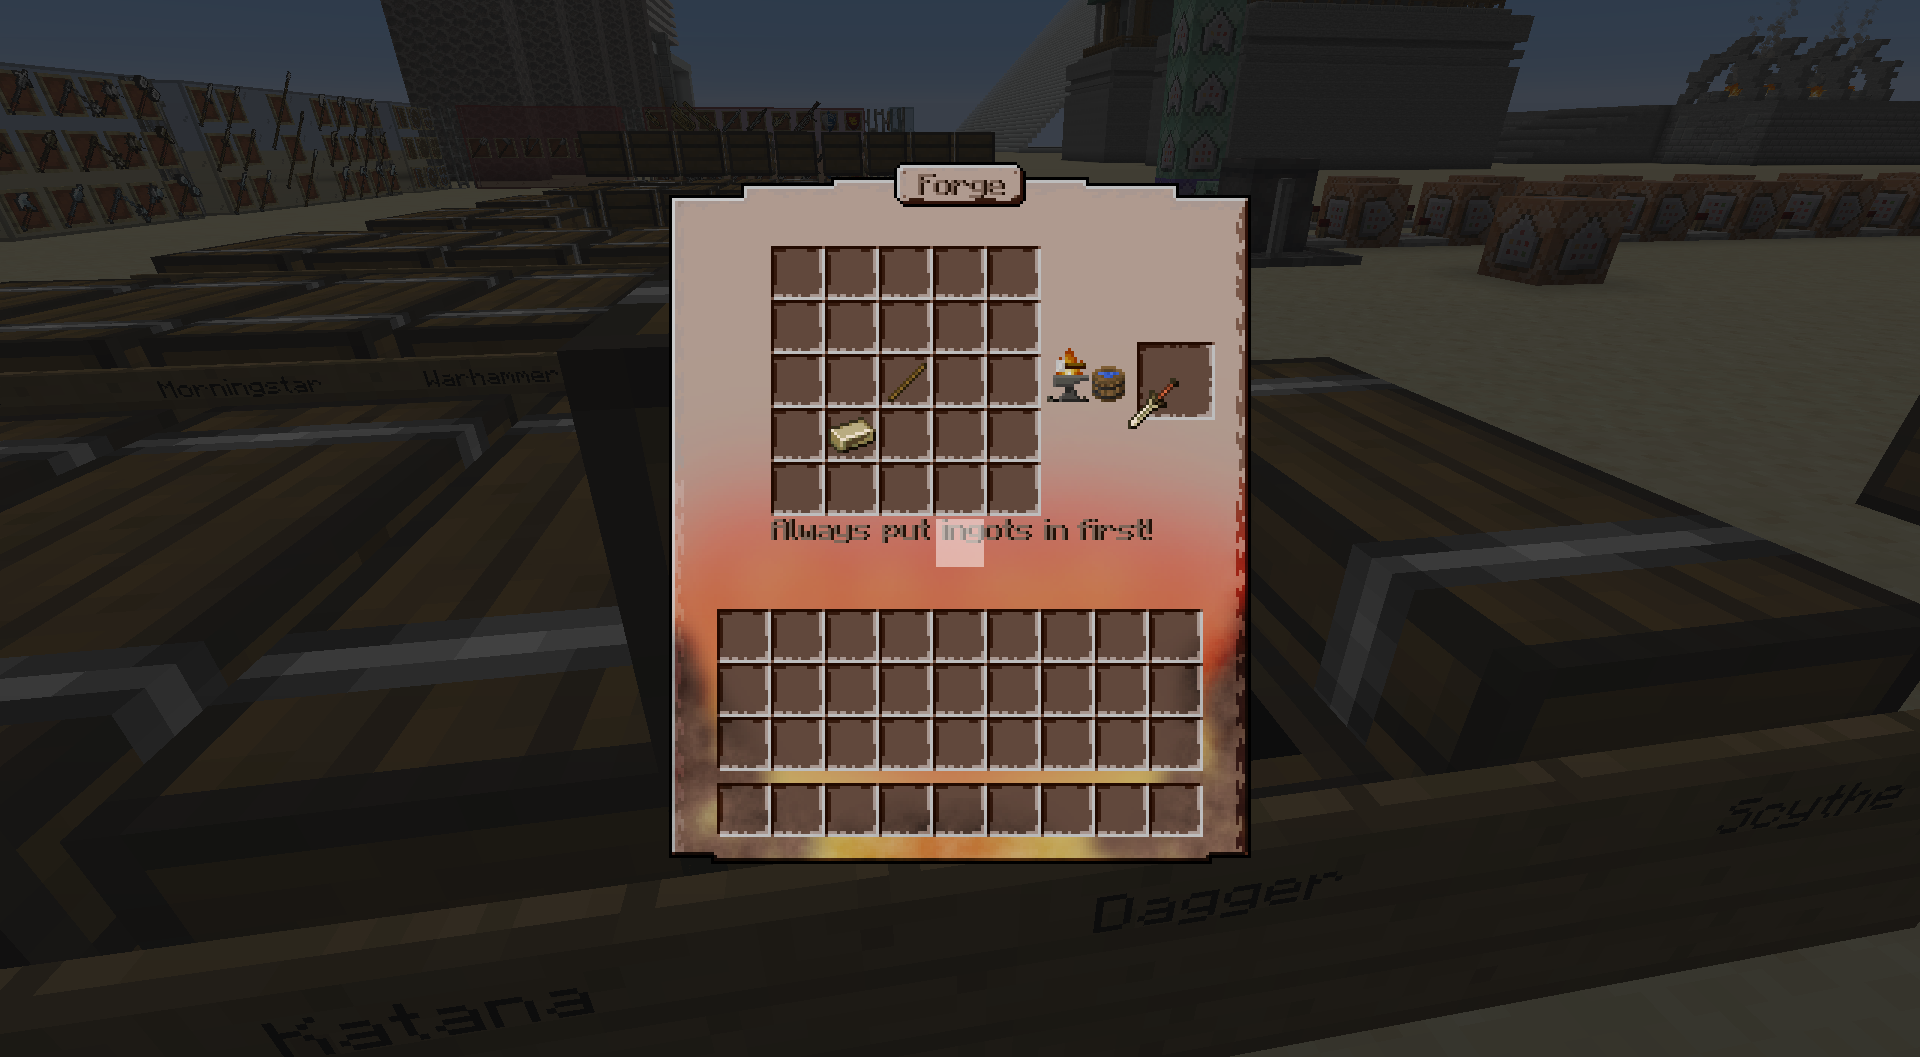 Forge
Morningstar
Warhammer
Always put ingots in first!
Scythe
Dagger
Katana